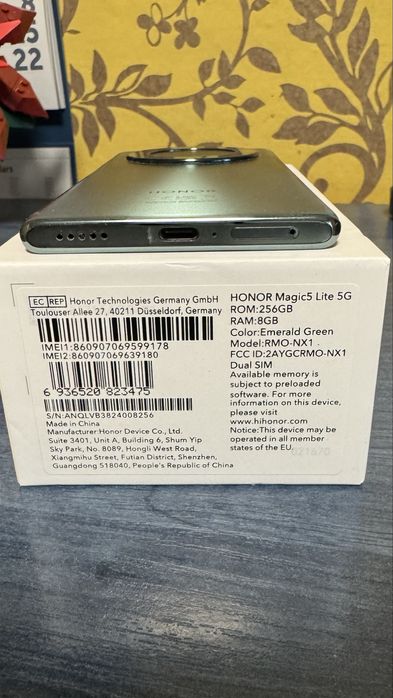 22
HONOR
EC REP Honor Technologies Germany GmbH
Toulouser Allee 27, 40211 Düsseldorf, Germany
IMEI1:860907069599178
IMEI2:860907069639180
6 936520 823475
S/N:ANQLVB3824008256
Made in China
Manufacturer:Honor Device Co., Ltd.
Suite 3401, Unit A, Building 6, Shum Yip
Sky Park, No. 8089, Hongli West Road,
Xiangmihu Street, Futian District, Shenzhen,
Guangdong 518040, People's Republic of China
HONOR Magic5 Lite 5G
ROM:256GB
RAM:8GB
Color:Emerald Green
Model:RMO-NX1
FCC ID:2AYGCRMO-NX1
Dual SIM
Available memory is
subject to preloaded
software. For more
information on this device,
please visit
www.hihonor.com
Notice:This device may be
operated in all member
states of the EU.
021670